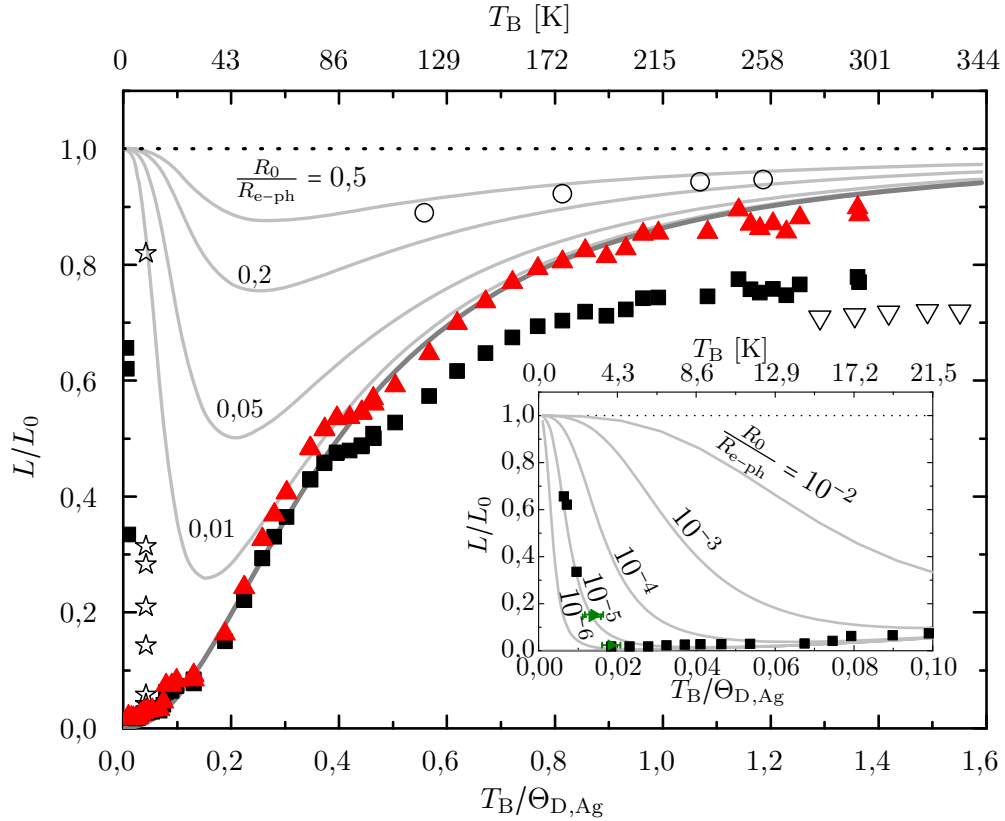 T_B [K]
0 43 86 129 172 215 258 301 344
1,0
R_0/R_e−ph = 0,5
0,2
0,05
0,01
0,8
0,6
0,4
0,2
0,0
L/L_0
0,0 0,2 0,4 0,6 0,8 1,0 1,2 1,4 1,6
T_B/Θ_D,Ag
T_B [K]
0,0 4,3 8,6 12,9 17,2 21,5
1,0
0,8
0,6
0,4
0,2
0,0
L/L_0
R_0/R_e-ph = 10^−2
10^−3
10^−4
10^−5
10^−6
0,00 0,02 0,04 0,06 0,08 0,10
T_B/Θ_D,Ag